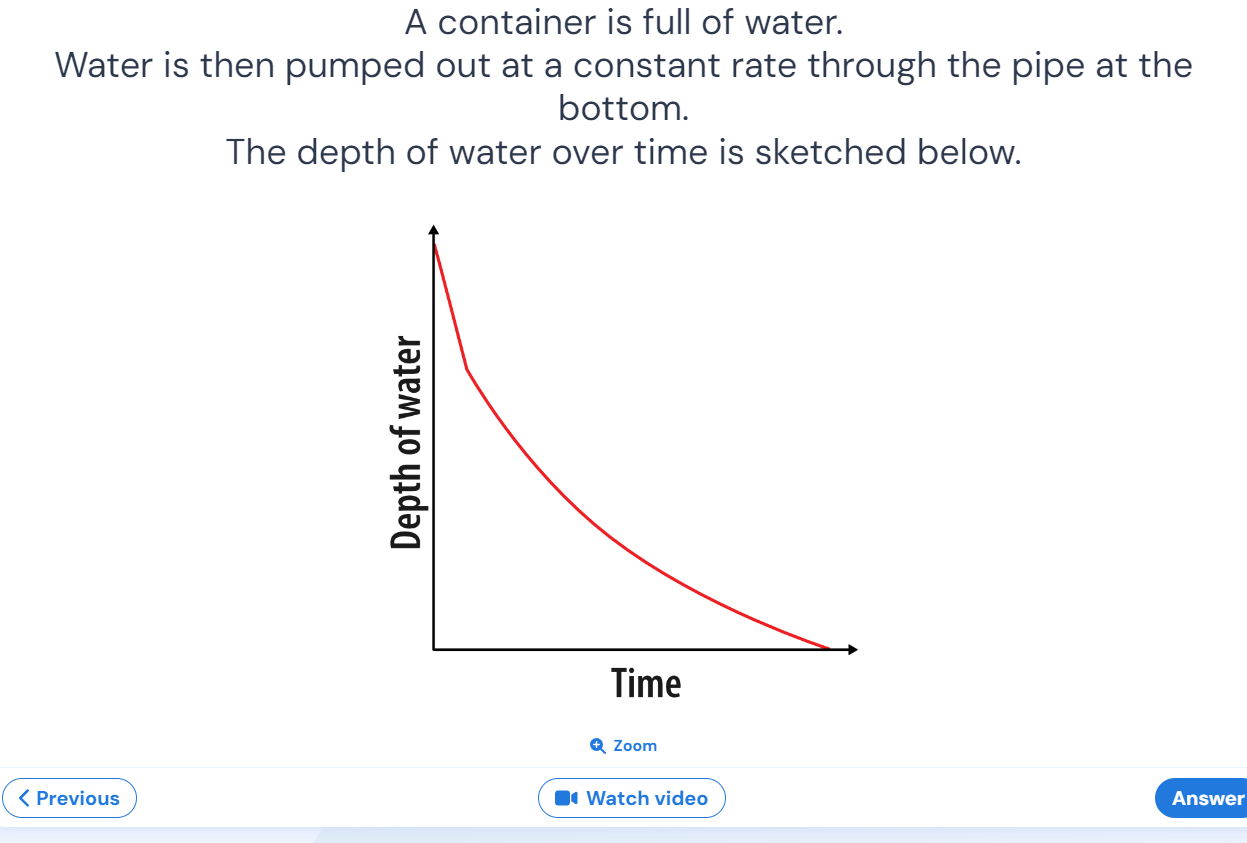 A container is full of water.
Water is then pumped out at a constant rate through the pipe at the
bottom.
The depth of water over time is sketched below.
Depth of water
Time
Zoom
Previous
Watch video
Answer